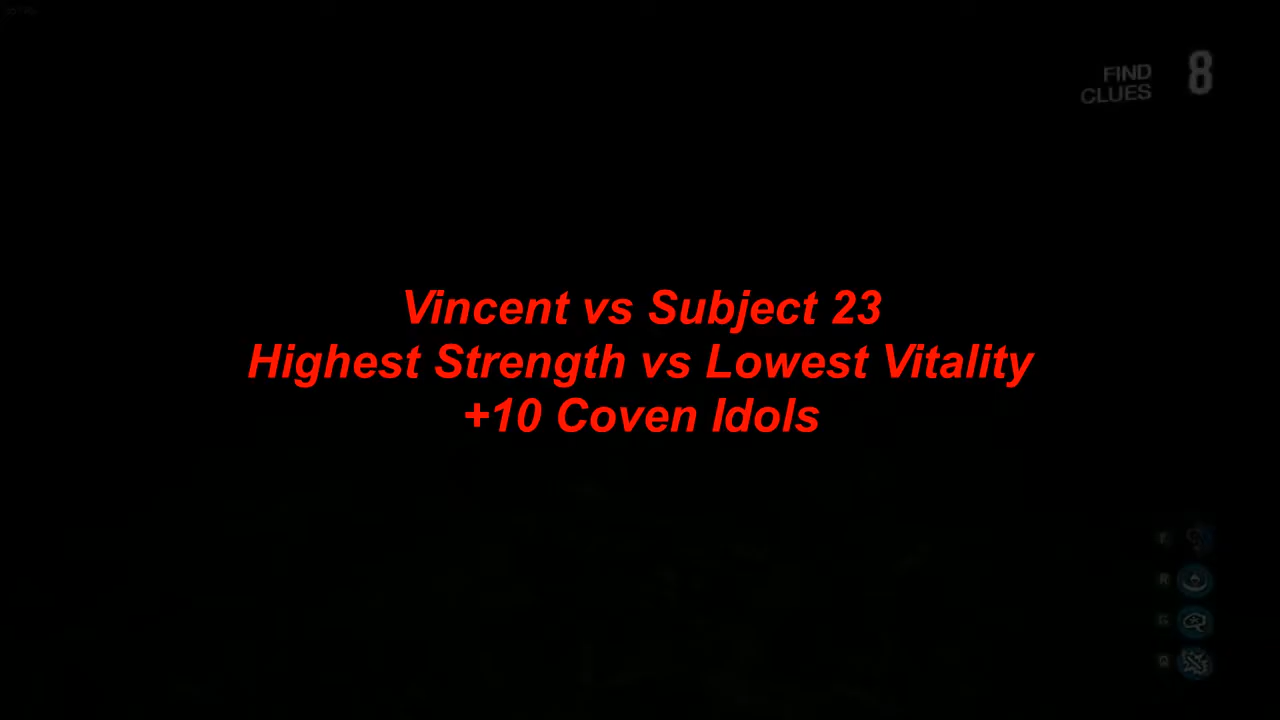 FIND
CLUES
8
Vincent vs Subject 23
Highest Strength vs Lowest Vitality
+10 Coven Idols
R
G
Q